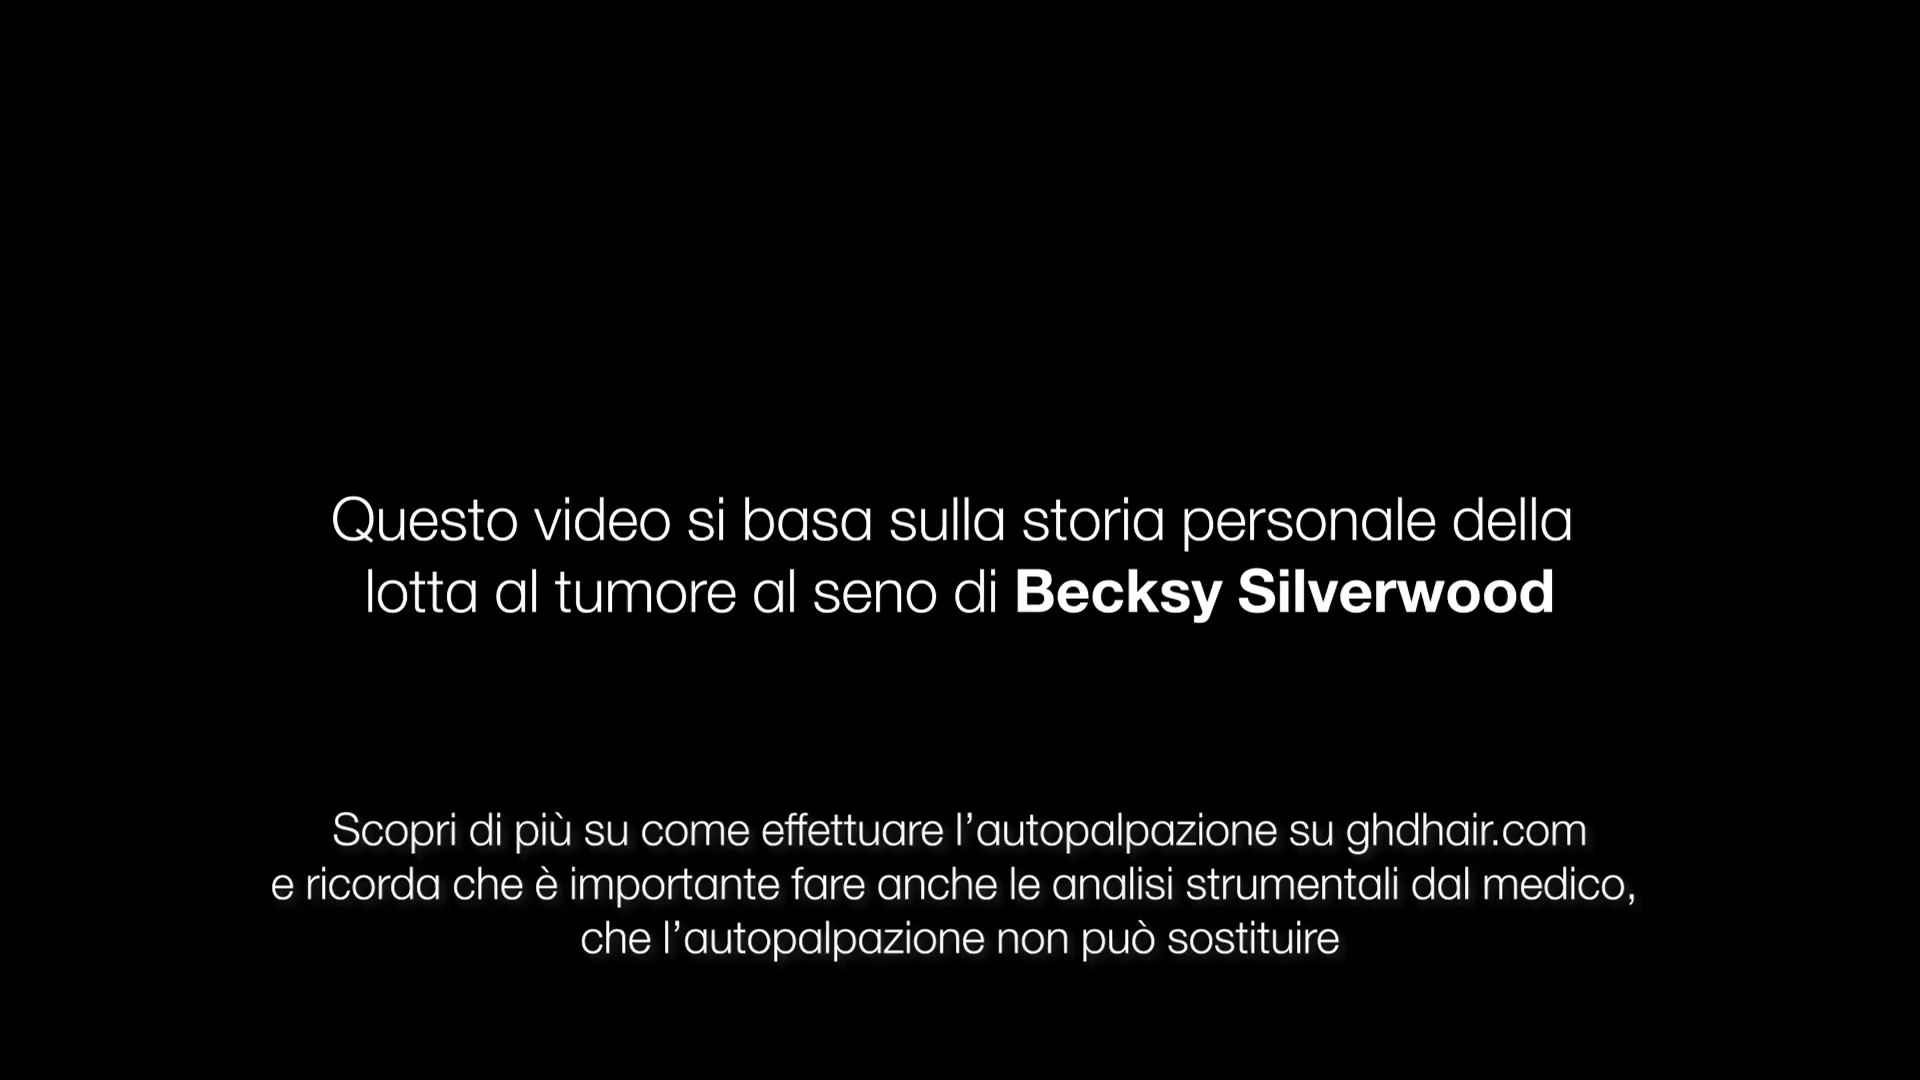 Questo video si basa sulla storia personale della
lotta al tumore al seno di Becksy Silverwood
Scopri di più su come effettuare l’autopalpazione su ghdhair.com
e ricorda che è importante fare anche le analisi strumentali dal medico,
che l’autopalpazione non può sostituire